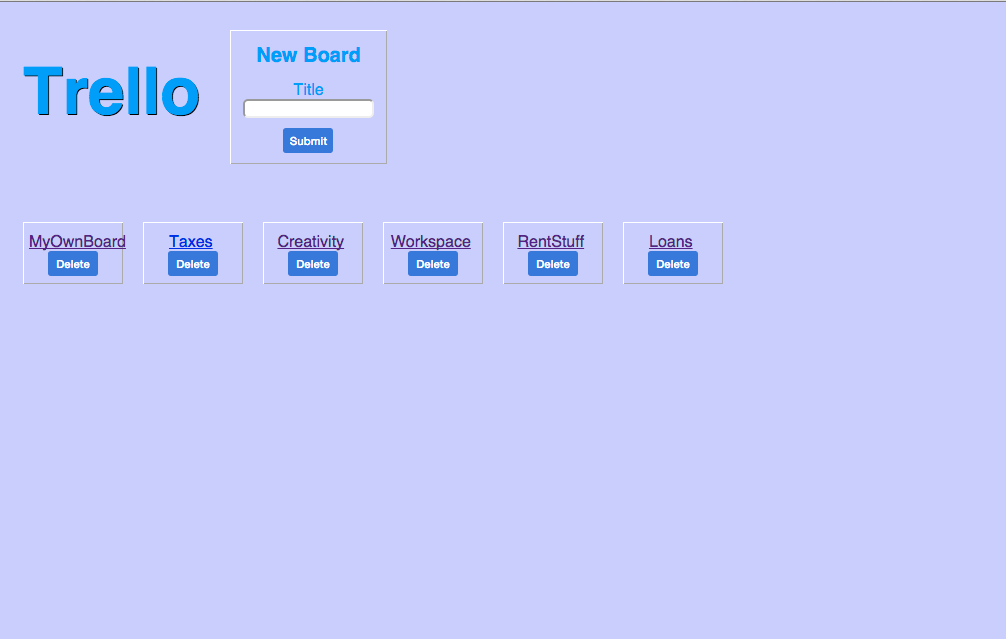 Trello
New Board
Title
Submit
MyOwnBoard Taxes Creativity Workspace RentStuff Loans
Delete Delete Delete Delete Delete Delete